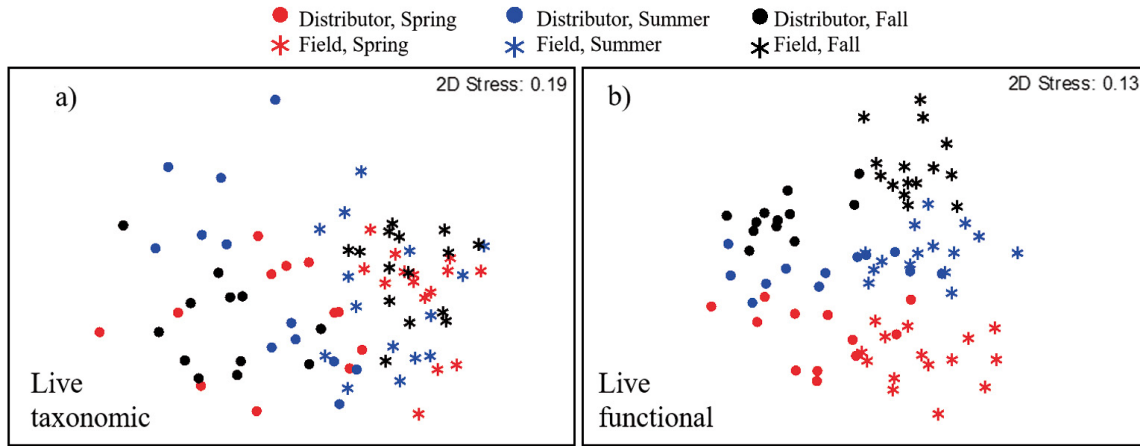 Distributor, Spring
Distributor, Summer
Distributor, Fall
Field, Spring
Field, Summer
Field, Fall
a)
2D Stress: 0.19
Live
taxonomic
b)
2D Stress: 0.13
Live
functional